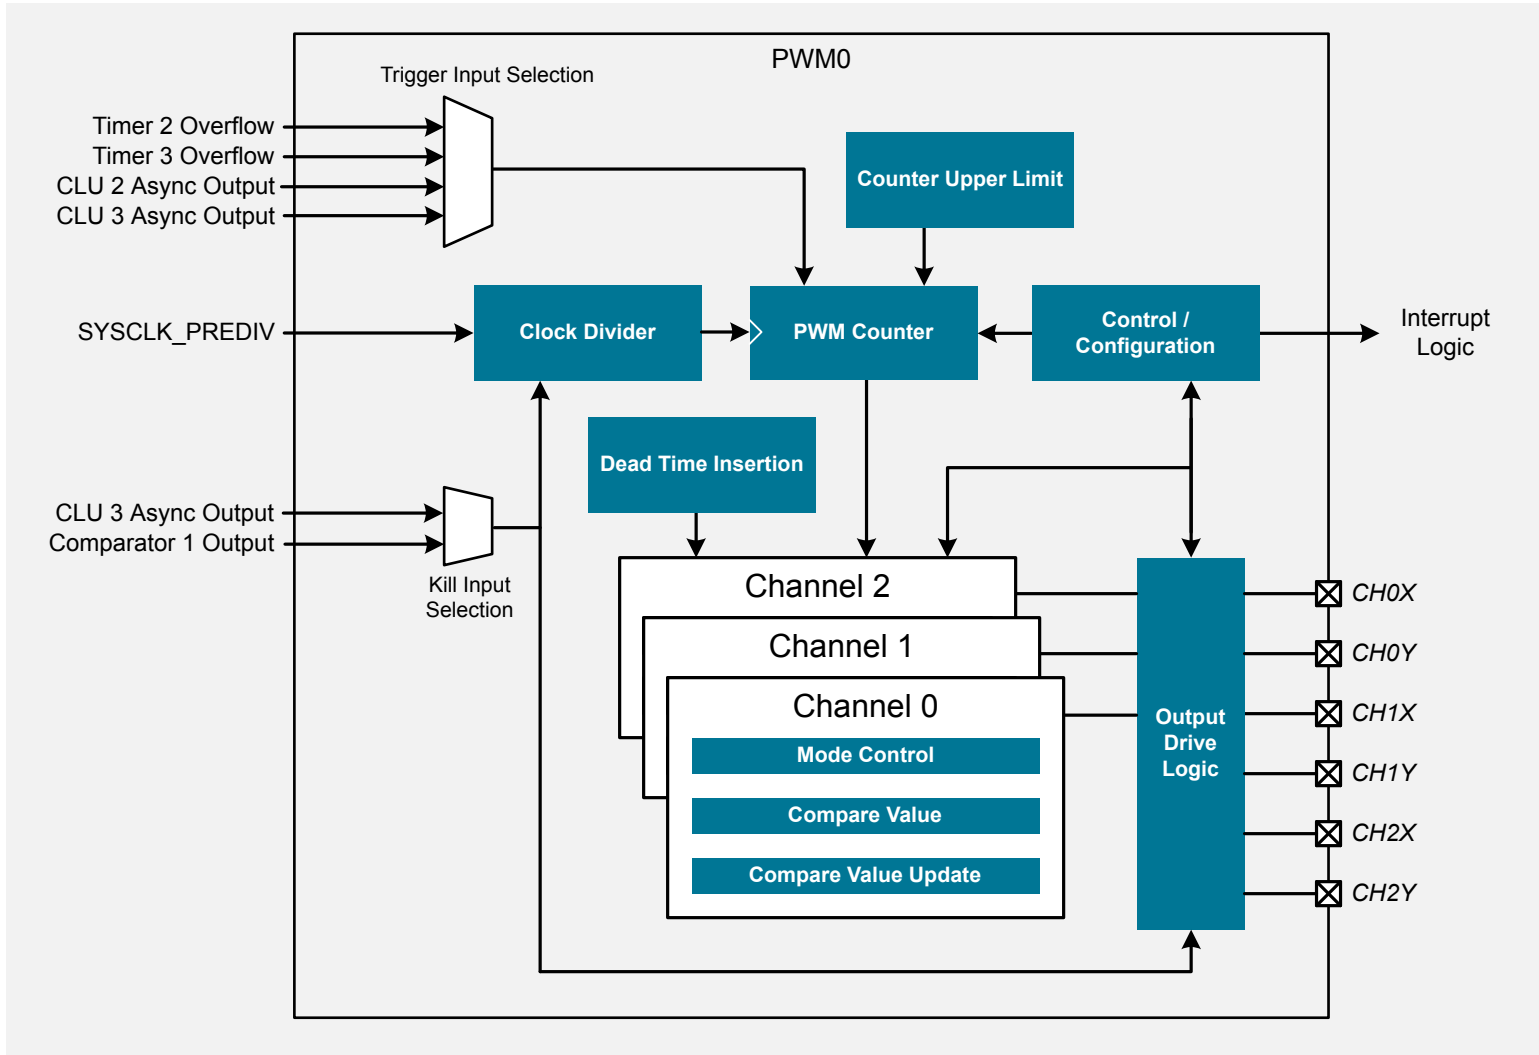 PWM0
Trigger Input Selection
Timer 2 Overflow
Timer 3 Overflow
CLU 2 Async Output
CLU 3 Async Output
Counter Upper Limit
SYSCLK_PREDIV
Clock Divider
PWM Counter
Control /
Configuration
Interrupt
Logic
Dead Time Insertion
CLU 3 Async Output
Comparator 1 Output
Kill Input
Selection
Channel 2
Channel 1
Channel 0
Mode Control
Compare Value
Compare Value Update
Output
Drive
Logic
CH0X
CH0Y
CH1X
CH1Y
CH2X
CH2Y